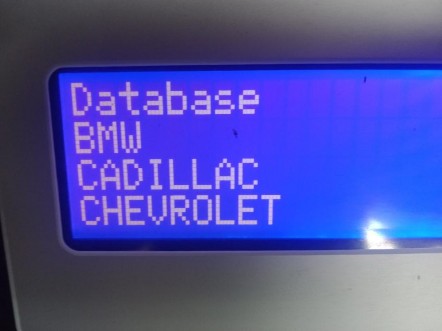 Database
BMW
CADILLAC
CHEVROLET